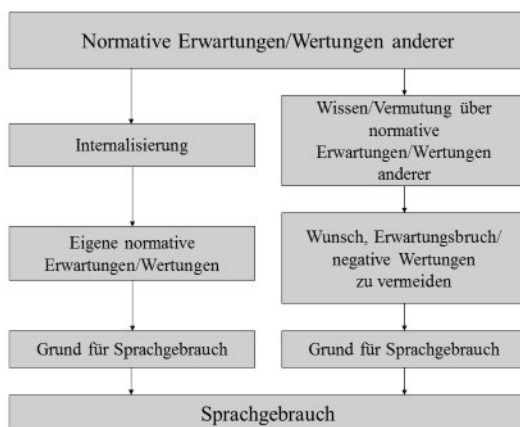 Normative Erwartungen/Wertungen anderer
Internalisierung
Eigene normative
Erwartungen/Wertungen
Grund für Sprachgebrauch
Wissen/Vermutung über
normative
Erwartungen/Wertungen
anderer
Wunsch, Erwartungsbruch/
negative Wertungen
zu vermeiden
Grund für Sprachgebrauch
Sprachgebrauch